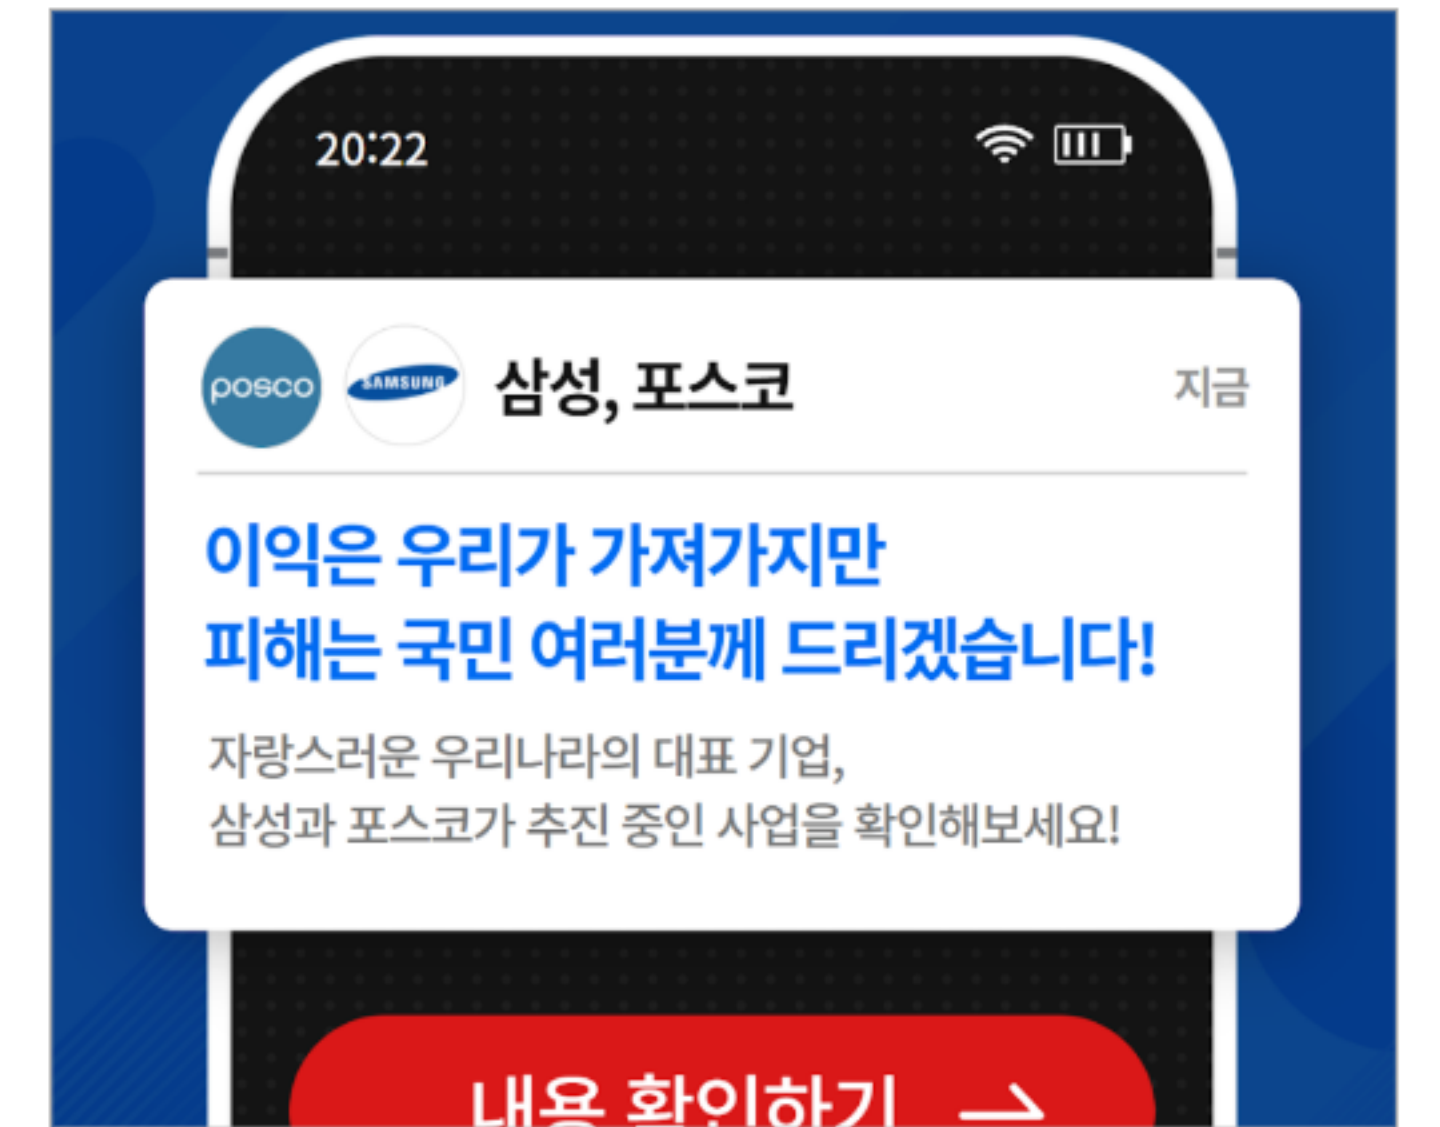 20:22
posco
SAMSUNG
삼성, 포스코
지금
이익은 우리가 가져가지만
피해는 국민 여러분께 드리겠습니다!
자랑스러운 우리나라의 대표 기업,
삼성과 포스코가 추진 중인 사업을 확인해보세요!
내용 확인하기